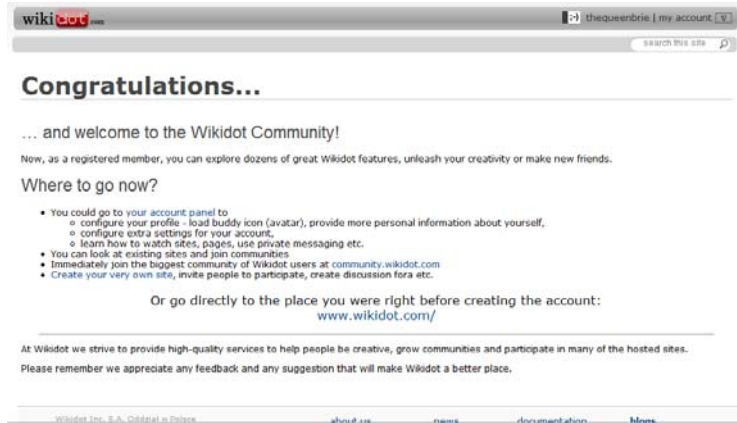 wikidot.com
thequeenbrie | my account
search this site
Congratulations...
... and welcome to the Wikidot Community!
Now, as a registered member, you can explore dozens of great Wikidot features, unleash your creativity or make new friends.
Where to go now?
• You could go to your account panel to
o configure your profile - load buddy icon (avatar), provide more personal information about yourself,
o configure extra settings for your account,
o learn how to watch sites, pages, use private messaging etc.
• You can look at existing sites and join communities
• Immediately join the biggest community of Wikidot users at community.wikidot.com
• Create your very own site, invite people to participate, create discussion fora etc.
Or go directly to the place you were right before creating the account:
www.wikidot.com/
At Wikidot we strive to provide high-quality services to help people be creative, grow communities and participate in many of the hosted sites.
Please remember we appreciate any feedback and any suggestion that will make Wikidot a better place.
Wikidot Inc. S.A. Oddział w Polsce about us news documentation blogs